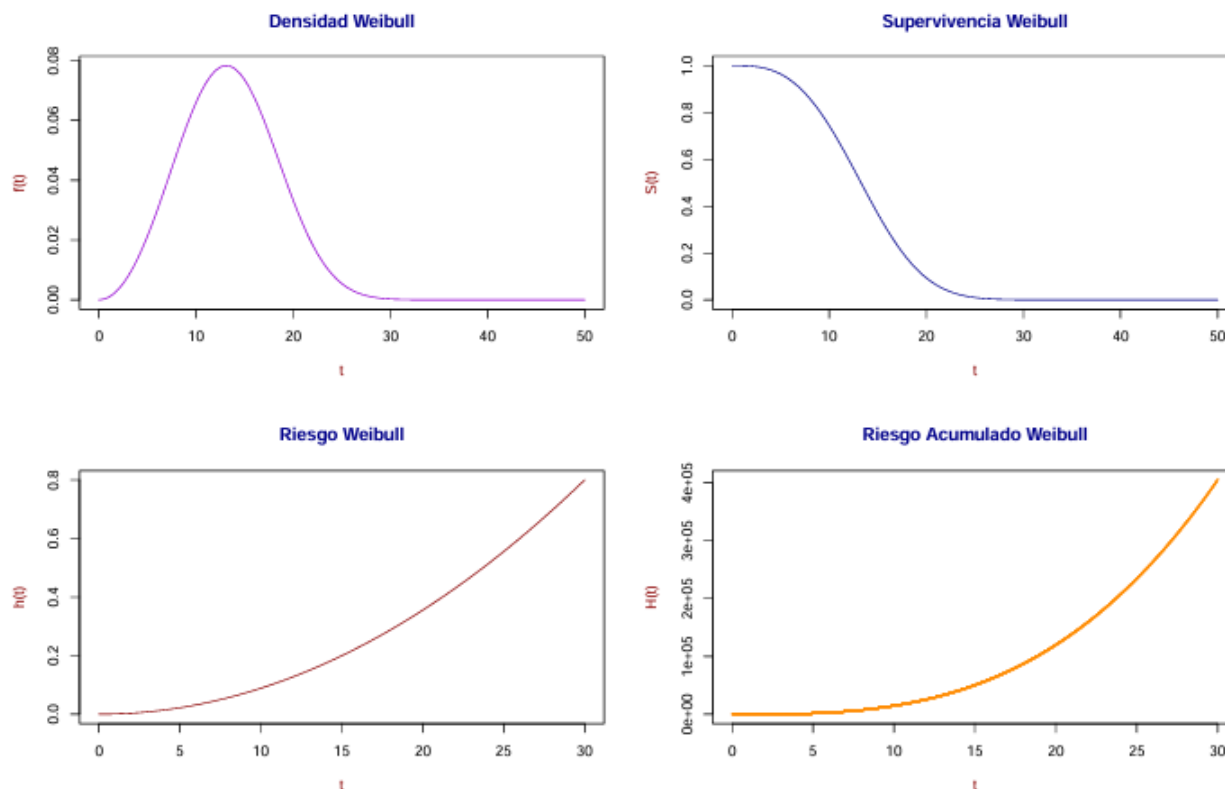 Densidad Weibull
f(t)
0.00 0.02 0.04 0.06 0.08
0 10 20 30 40 50
t
Supervivencia Weibull
S(t)
0.0 0.2 0.4 0.6 0.8 1.0
0 10 20 30 40 50
t
Riesgo Weibull
h(t)
0.0 0.2 0.4 0.6 0.8
0 5 10 15 20 25 30
t
Riesgo Acumulado Weibull
H(t)
0e+00 1e+05 2e+05 3e+05 4e+05
0 5 10 15 20 25 30
t